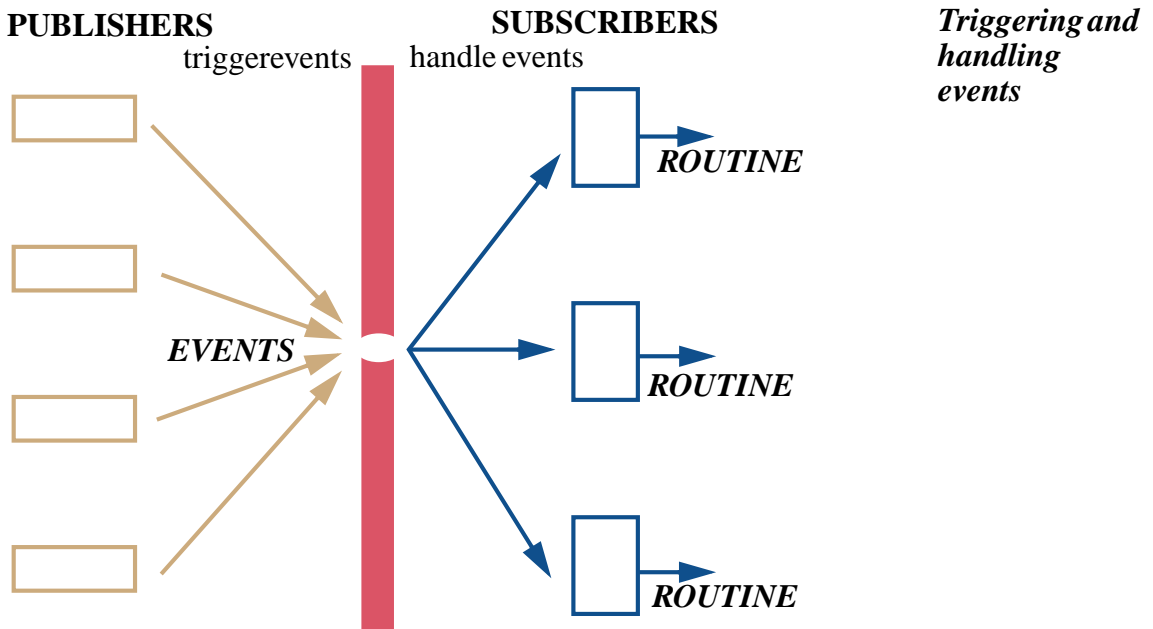 PUBLISHERS
SUBSCRIBERS
triggerevents
handle events
Triggering and
handling
events
ROUTINE
EVENTS
ROUTINE
ROUTINE